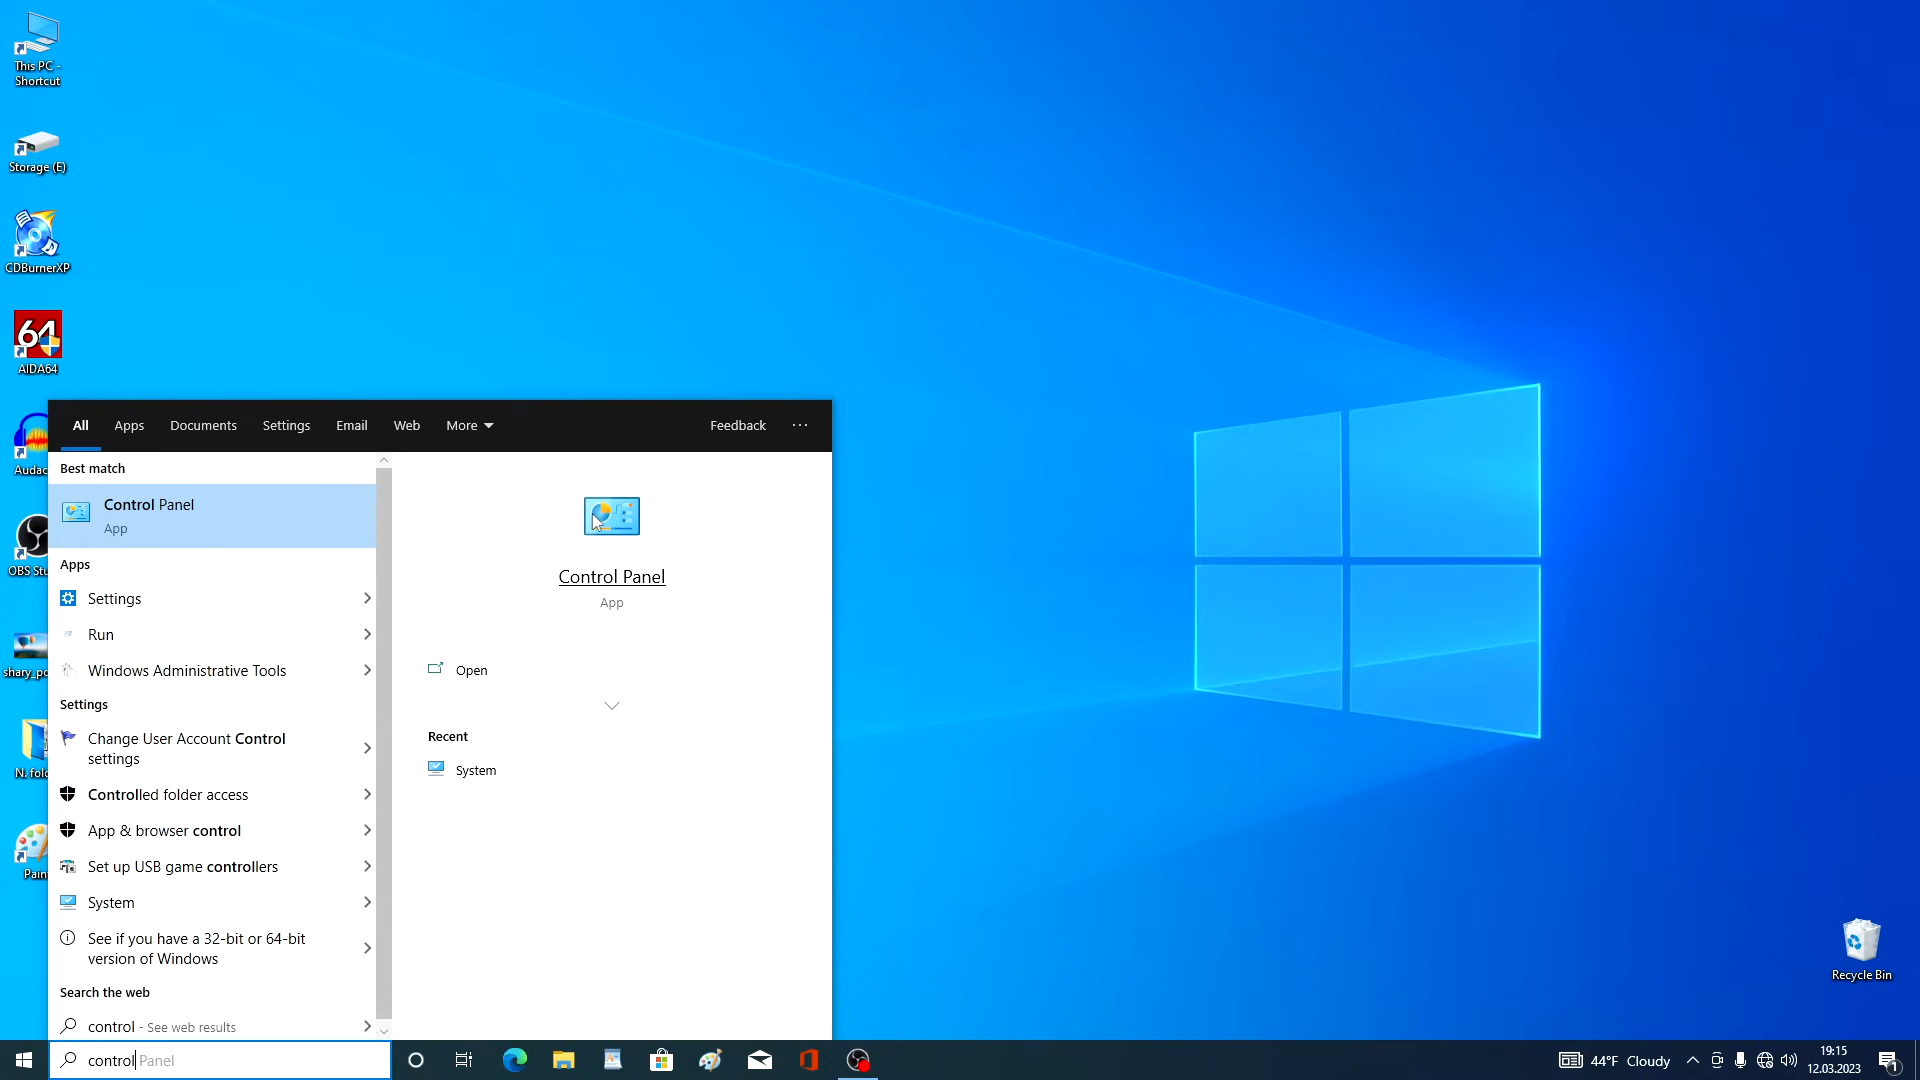 This PC -
Shortcut
Storage (E)
CDBurnerXP
64
AIDA64
Audac
OBS Stu
shary_po
N. fold
Paint
All Apps Documents Settings Email Web More Feedback ...
Best match
Control Panel
App
Apps
Settings
Run
Windows Administrative Tools
Settings
Change User Account Control
settings
Controlled folder access
App & browser control
Set up USB game controllers
System
See if you have a 32-bit or 64-bit
version of Windows
Search the web
control - See web results
Control Panel
App
Open
Recent
System
Recycle Bin
control Panel
44°F Cloudy
19:15
12.03.2023
1